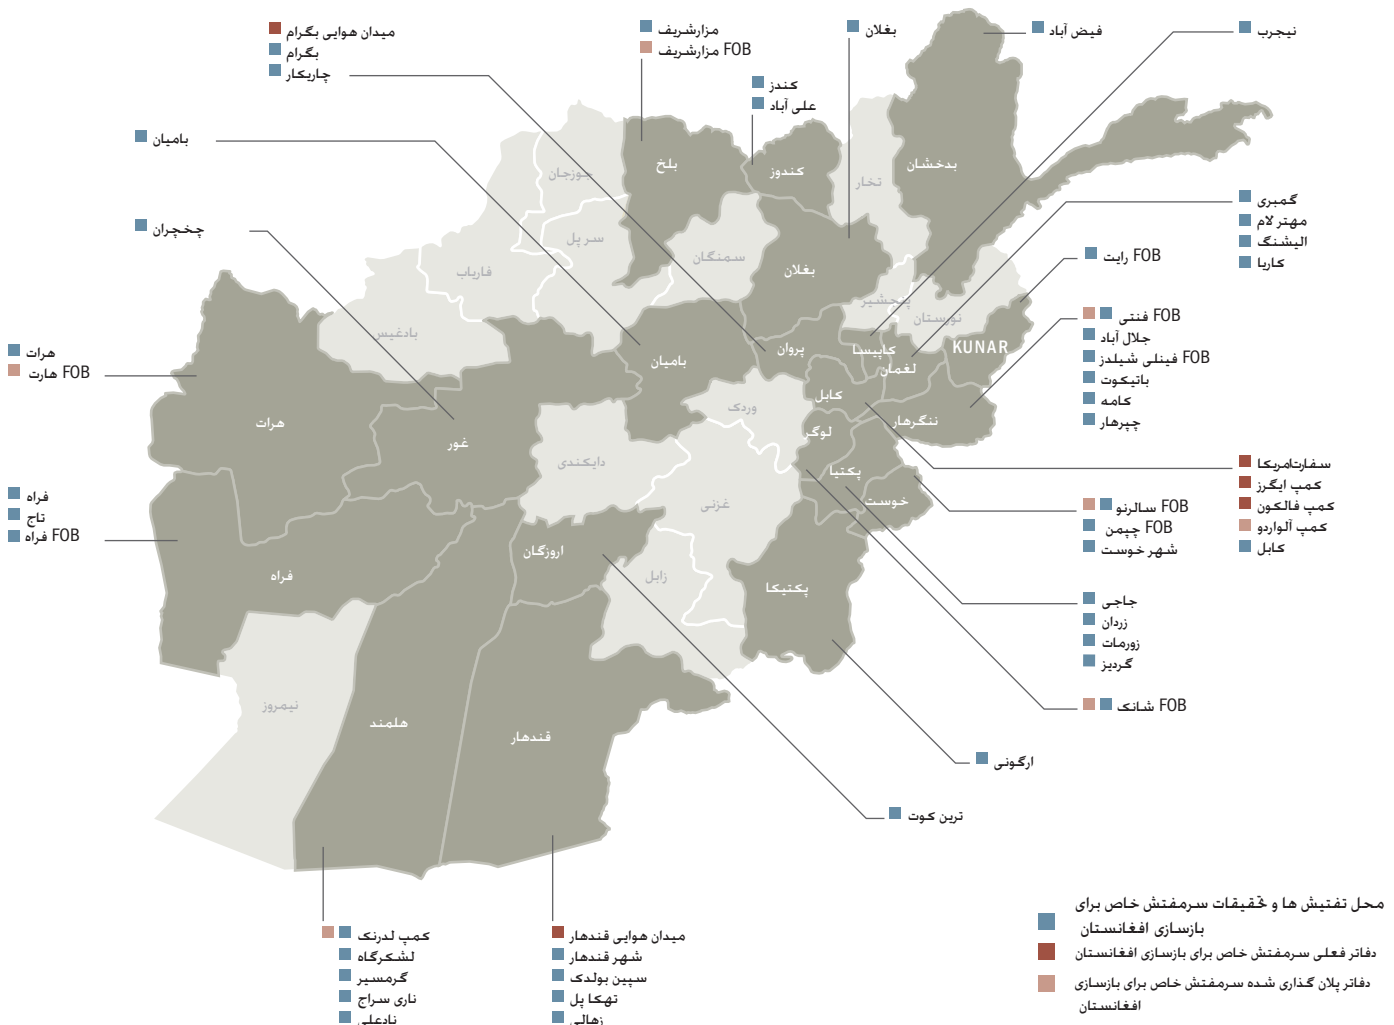 میدان هوایی بگرام
بگرام
چاریکار
مزارشریف
FOB مزارشریف
بغلان
فیض آباد
نیجرب
کندز
علی آباد
بامیان
چخچران
گمبری
مهتر لام
الیشنگ
کاریا
FOB رایت
FOB فنتی
جلال آباد
FOB فینلی شیلدز
باتیکوت
کامه
چپرهار
هرات
FOB هارت
فراه
تاج
FOB فراه
سفارتامریکا
کمپ ایگرز
کمپ فالکون
کمپ آلواردو
کابل
FOB سالرنو
FOB چپمن
شهر خوست
جاجی
زردان
زورمات
گردیز
FOB شانک
ارگونی
ترین کوت
جوزجان
بلخ
کندوز
تخار
بدخشان
سر پل
سمنگان
بغلان
فاریاب
پنجشیر
نورستان
بادغیس
بامیان
پروان
کاپیسا
لغمان
KUNAR
کابل
وردک
ننگرهار
هرات
غور
لوگر
دایکندی
پکتیا
غزنی
خوست
اروزگان
فراه
زابل
پکتیکا
نیمروز
هلمند
قندهار
کمپ لدرنک
لشکرگاه
گرمسیر
ناری سراج
نادعلی
میدان هوایی قندهار
شهر قندهار
سپین بولدک
تهکا پل
زهالی
محل تفتیش ها و تحقیقات سرمفتش خاص برای
بازسازی افغانستان
دفاتر فعلی سرمفتش خاص برای بازسازی افغانستان
دفاتر پلان گذاری شده سرمفتش خاص برای بازسازی
افغانستان